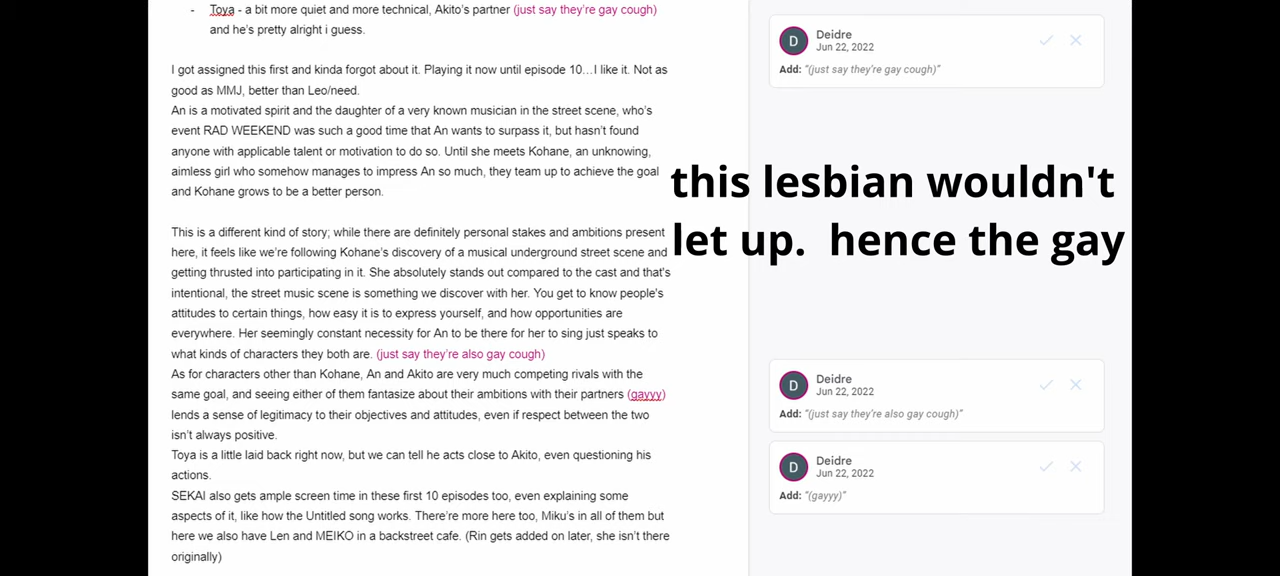 - Toya - a bit more quiet and more technical, Akito's partner (just say they're gay cough)
and he's pretty alright i guess.
I got assigned this first and kinda forgot about it. Playing it now until episode 10...I like it. Not as
good as MMJ, better than Leo/need.
An is a motivated spirit and the daughter of a very known musician in the street scene, who's
event RAD WEEKEND was such a good time that An wants to surpass it, but hasn't found
anyone with applicable talent or motivation to do so. Until she meets Kohane, an unknowing,
aimless girl who somehow manages to impress An so much, they team up to achieve the goal
and Kohane grows to be a better person.
This is a different kind of story; while there are definitely personal stakes and ambitions present
here, it feels like we're following Kohane's discovery of a musical underground street scene and
getting thrusted into participating in it. She absolutely stands out compared to the cast and that's
intentional, the street music scene is something we discover with her. You get to know people's
attitudes to certain things, how easy it is to express yourself, and how opportunities are
everywhere. Her seemingly constant necessity for An to be there for her to sing just speaks to
what kinds of characters they both are. (just say they're also gay cough)
As for characters other than Kohane, An and Akito are very much competing rivals with the
same goal, and seeing either of them fantasize about their ambitions with their partners (gayyy)
lends a sense of legitimacy to their objectives and attitudes, even if respect between the two
isn't always positive.
Toya is a little laid back right now, but we can tell he acts close to Akito, even questioning his
actions.
SEKAI also gets ample screen time in these first 10 episodes too, even explaining some
aspects of it, like how the Untitled song works. There're more here too, Miku's in all of them but
here we also have Len and MEIKO in a backstreet cafe. (Rin gets added on later, she isn't there
originally)
D
Deidre
Jun 22, 2022
Add: "(just say they're gay cough)"
this lesbian wouldn't
let up. hence the gay
D
Deidre
Jun 22, 2022
Add: "(just say they're also gay cough)"
D
Deidre
Jun 22, 2022
Add: "(gayyy)"